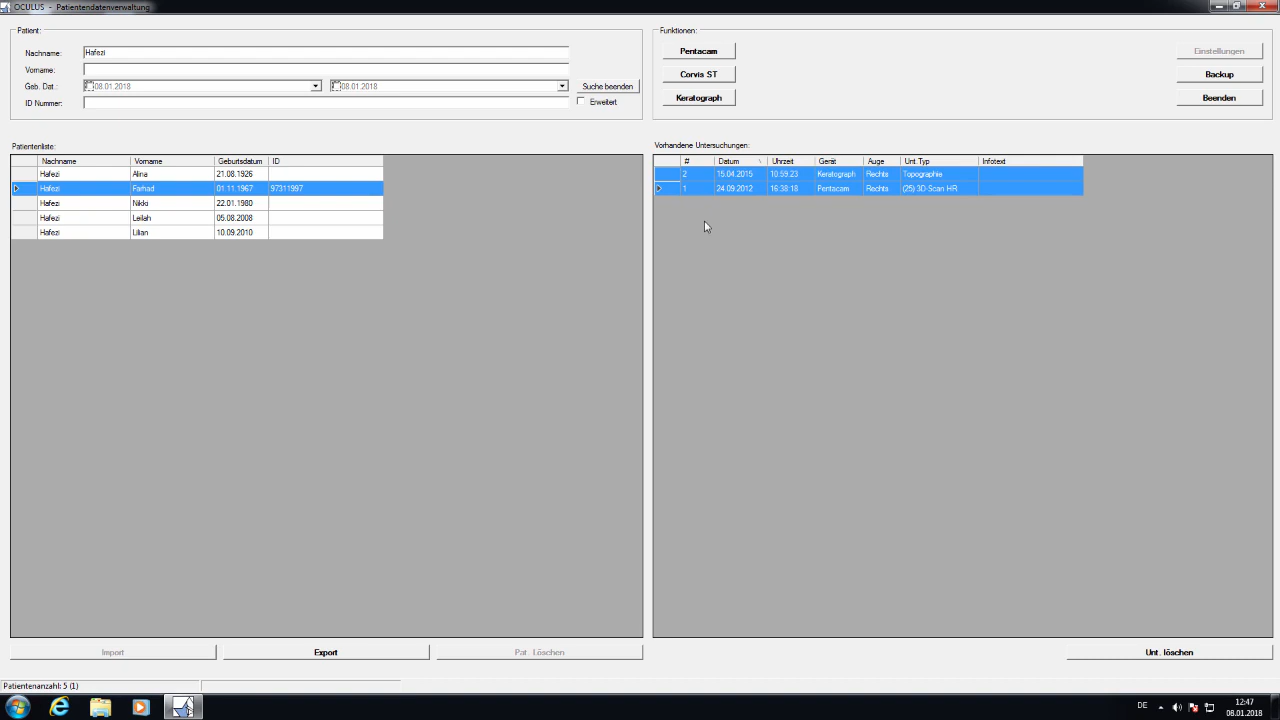 OCULUS - Patientendatenverwaltung
Patient:
Nachname: Hafezi
Vorname:
Geb. Dat.: 08.01.2018 08.01.2018 Suche beenden
ID Nummer: Erweitert
Funktionen:
Pentacam Einstellungen
Corvis ST Backup
Keratograph Beenden
Patientenliste:
Nachname Vorname Geburtsdatum ID
Hafezi Alina 21.08.1926
Hafezi Farhad 01.11.1967 97311997
Hafezi Nikki 22.01.1980
Hafezi Leilah 05.08.2008
Hafezi Lilian 10.09.2010
Vorhandene Untersuchungen:
# Datum Uhrzeit Gerät Auge Unt.Typ Infotext
2 15.04.2015 10:59:23 Keratograph Rechts Topographie
1 24.09.2012 16:38:18 Pentacam Rechts (25) 3D-Scan HR
Import Export Pat. Löschen Unt. löschen
Patientenanzahl: 5 (1)
DE 12:47
08.01.2018